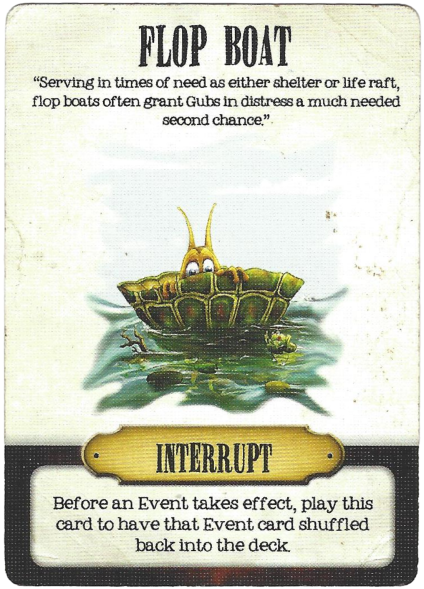 FLOP BOAT
“Serving in times of need as either shelter or life raft,
flop boats often grant Gubs in distress a much needed
second chance.”
INTERRUPT
Before an Event takes effect, play this
card to have that Event card shuffled
back into the deck.